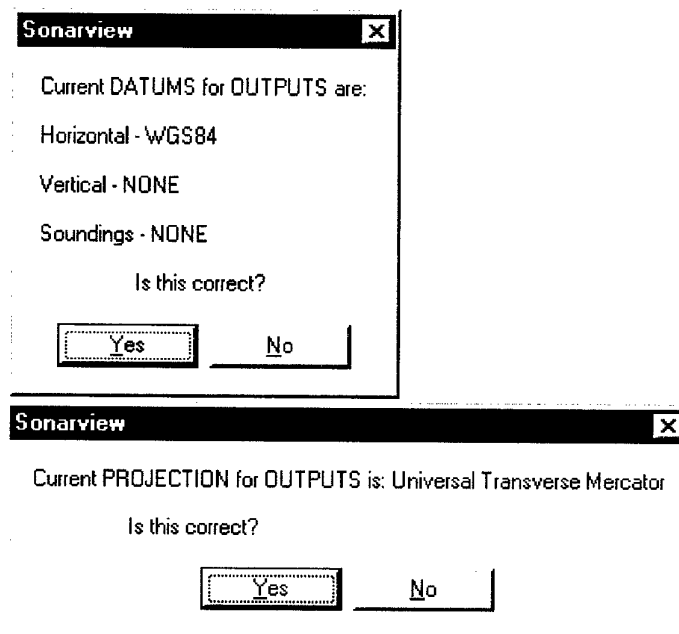 Sonarview
Current DATUMS for OUTPUTS are:
Horizontal - WGS84
Vertical - NONE
Soundings - NONE
Is this correct?
Yes No
Sonarview
Current PROJECTION for OUTPUTS is: Universal Transverse Mercator
Is this correct?
Yes No